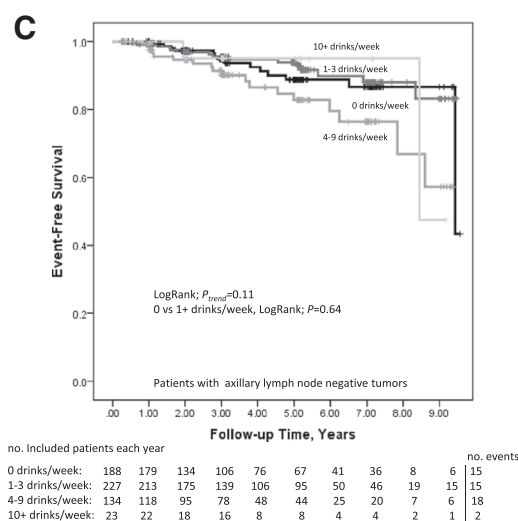 C
1.0
0.8
0.6
0.4
0.2
0.0
Event-Free Survival
10+ drinks/week
1-3 drinks/week
0 drinks/week
4-9 drinks/week
LogRank; Ptrend=0.11
0 vs 1+ drinks/week, LogRank; P=0.64
Patients with axillary lymph node negative tumors
.00 1.00 2.00 3.00 4.00 5.00 6.00 7.00 8.00 9.00
Follow-up Time, Years
no. Included patients each year
no. events
0 drinks/week: 188 179 134 106 76 67 41 36 8 6 15
1-3 drinks/week: 227 213 175 139 106 95 50 46 19 15 15
4-9 drinks/week: 134 118 95 78 48 44 25 20 7 6 18
10+ drinks/week: 23 22 18 16 8 8 4 4 2 1 2